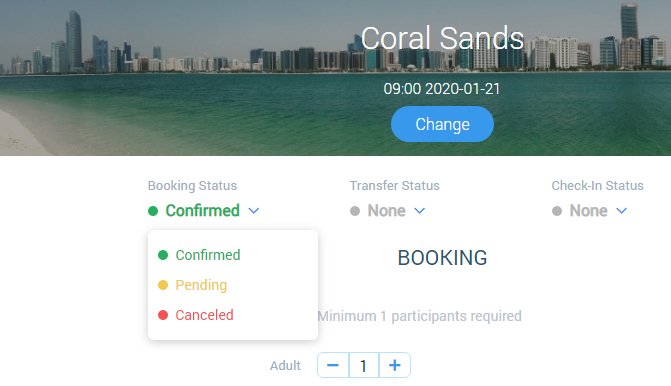 Coral Sands
09:00 2020-01-21
Change
Booking Status Transfer Status Check-In Status
Confirmed None None
Confirmed
BOOKING
Pending
Canceled
Minimum 1 participants required
Adult 1